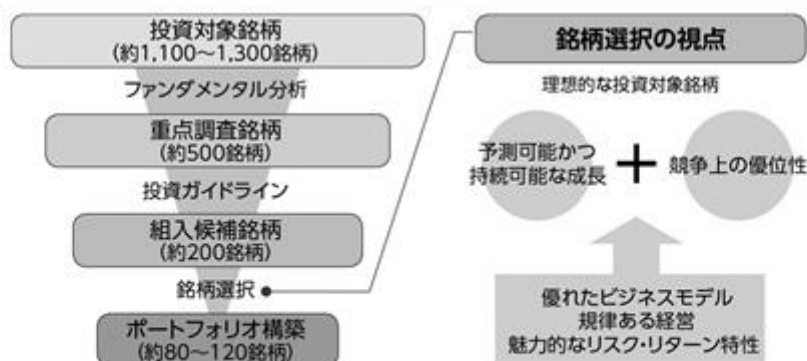 投資対象銘柄
(約1,100～1,300銘柄)
ファンダメンタル分析
重点調査銘柄
(約500銘柄)
投資ガイドライン
組入候補銘柄
(約200銘柄)
銘柄選択
ポートフォリオ構築
(約80～120銘柄)
銘柄選択の視点
理想的な投資対象銘柄
予測可能かつ
持続可能な成長
+
競争上の優位性
優れたビジネスモデル
規律ある経営
魅力的なリスク・リターン特性